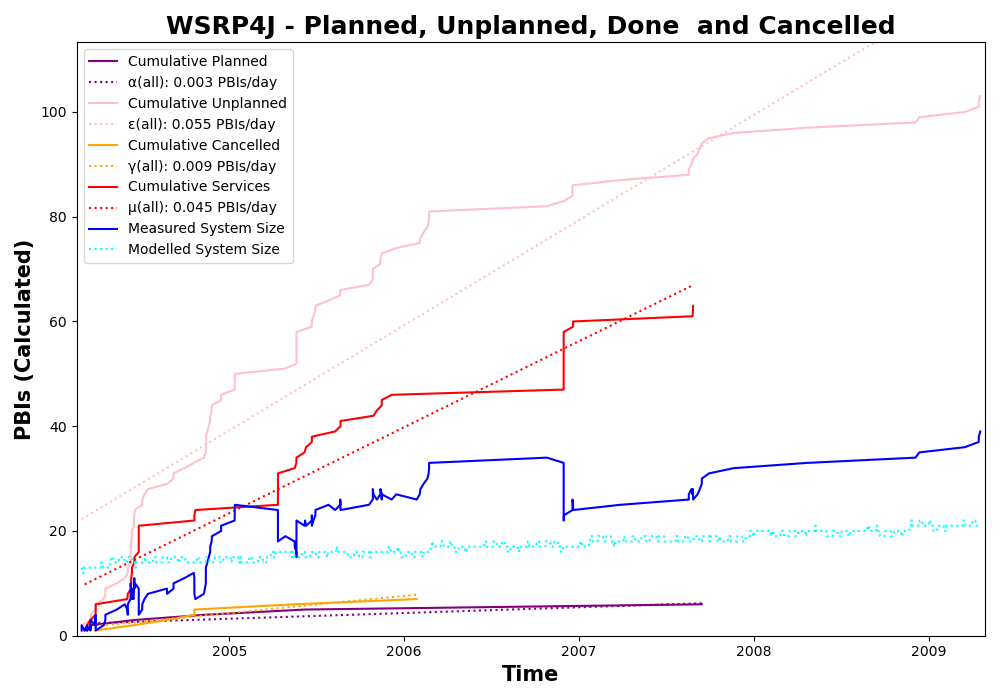 WSRP4J - Planned, Unplanned, Done  and Cancelled
Cumulative Planned
α(all): 0.003 PBIs/day
Cumulative Unplanned
ε(all): 0.055 PBIs/day
Cumulative Cancelled
γ(all): 0.009 PBIs/day
Cumulative Services
μ(all): 0.045 PBIs/day
Measured System Size
Modelled System Size
PBIs (Calculated)
100
80
60
40
20
0
2005 2006 2007 2008 2009
Time